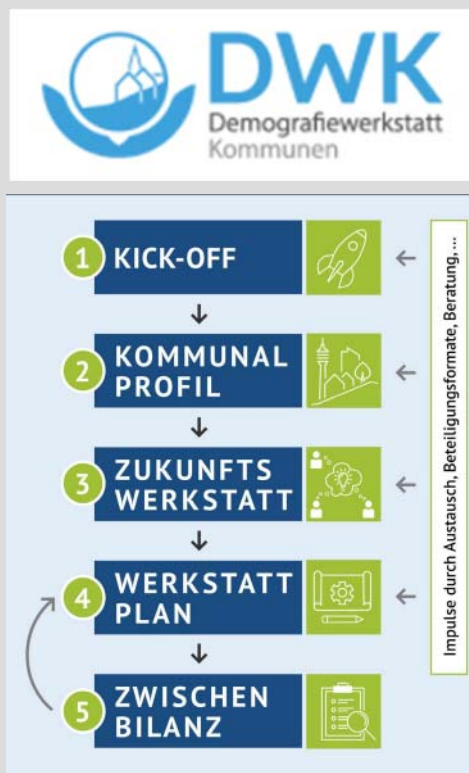 DWK
Demografiewerkstatt
Kommunen
1 KICK-OFF
2 KOMMUNAL
PROFIL
3 ZUKUNFTS
WERKSTATT
4 WERKSTATT
PLAN
5 ZWISCHEN
BILANZ
Impulse durch Austausch, Beteiligungsformate, Beratung, ...